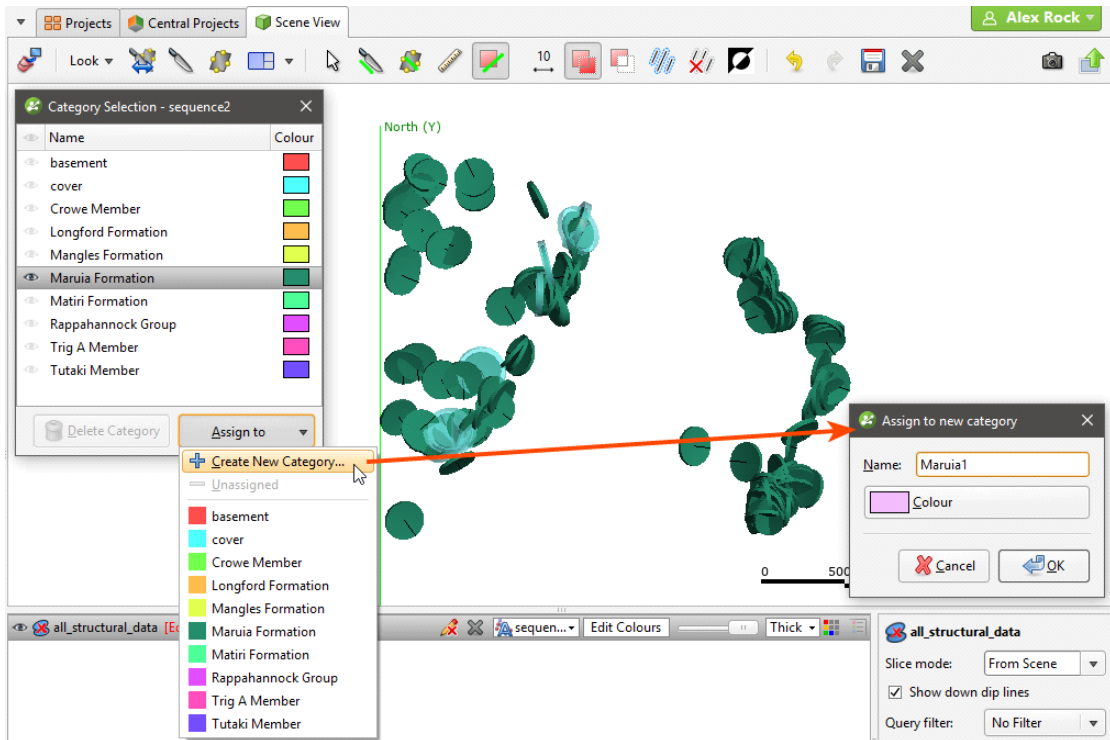 Projects
Central Projects
Scene View
Alex Rock
Look
10
Category Selection - sequence2
Name Colour
basement
cover
Crowe Member
Longford Formation
Mangles Formation
Maruia Formation
Matiri Formation
Rappahannock Group
Trig A Member
Tutaki Member
Delete Category
Assign to
Create New Category...
Unassigned
basement
cover
Crowe Member
Longford Formation
Mangles Formation
Maruia Formation
Matiri Formation
Rappahannock Group
Trig A Member
Tutaki Member
North (Y)
Assign to new category
Name: Maruia1
Colour
Cancel
OK
0 500
all_structural_data [Ed
sequen...
Edit Colours
Thick
all_structural_data
Slice mode: From Scene
Show down dip lines
Query filter: No Filter